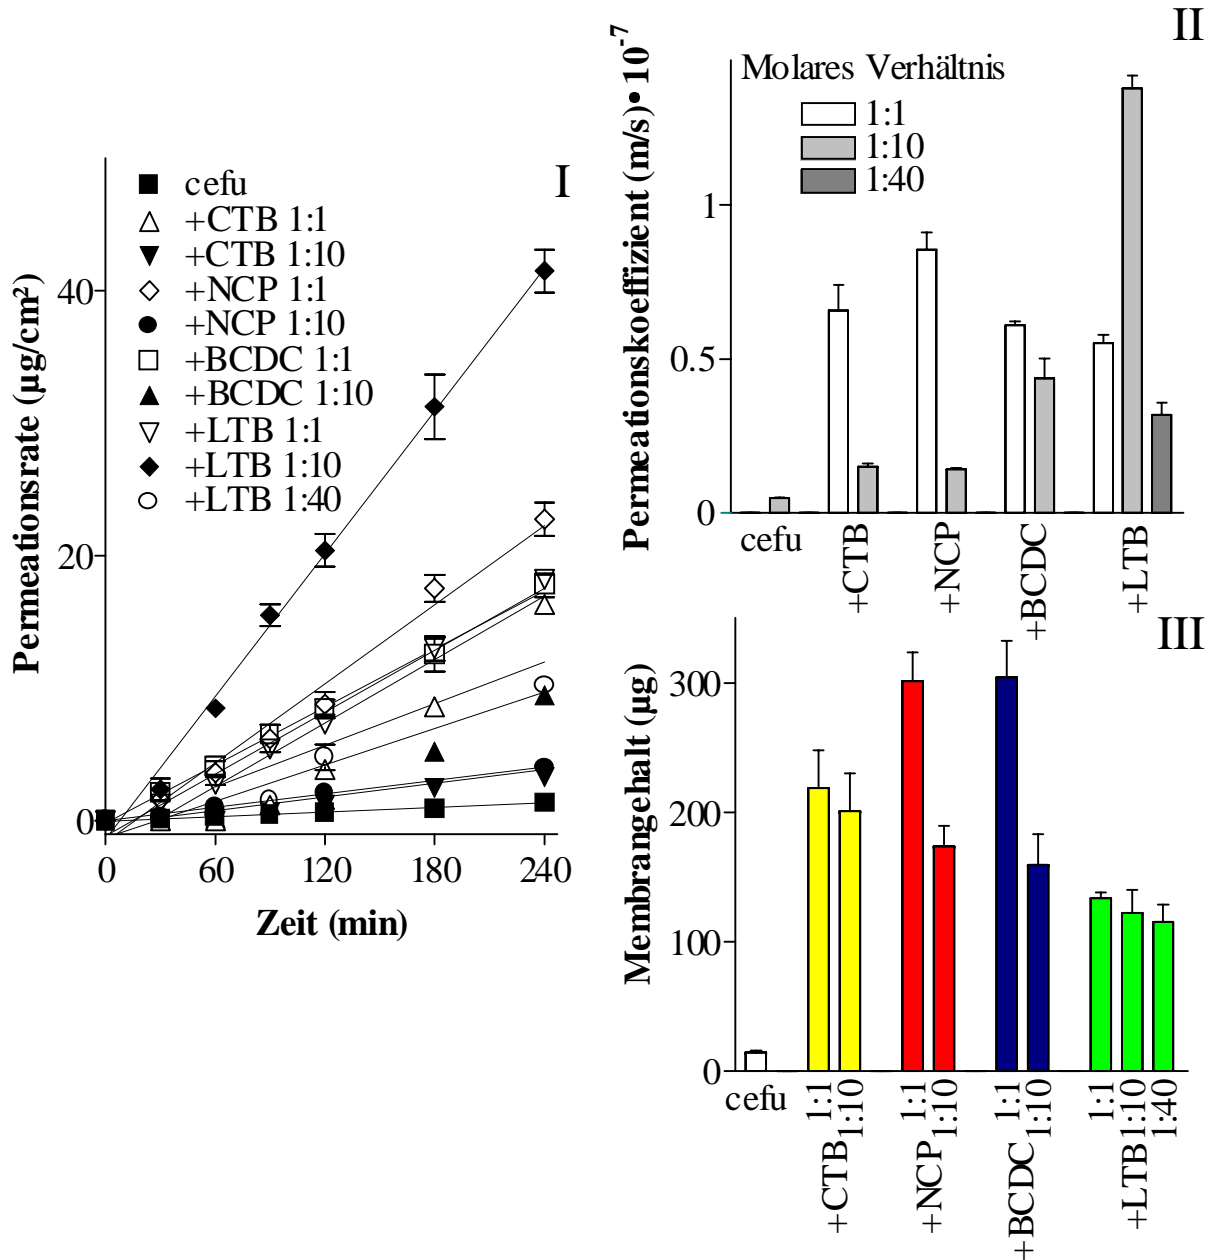 I
cefu
+CTB 1:1
+CTB 1:10
+NCP 1:1
+NCP 1:10
+BCDC 1:1
+BCDC 1:10
+LTB 1:1
+LTB 1:10
+LTB 1:40
Permeationsrate (µg/cm²)
40
20
0
0 60 120 180 240
Zeit (min)
II
Molares Verhältnis
1:1
1:10
1:40
Permeationskoeffizient (m/s)•10⁻⁷
1
0.5
0
cefu +CTB +NCP +BCDC +LTB
III
Membrangehalt (µg)
300
200
100
0
cefu 1:1 1:10 1:1 1:10 1:1 1:10 1:1 1:10 1:40
+CTB +NCP +BCDC +LTB